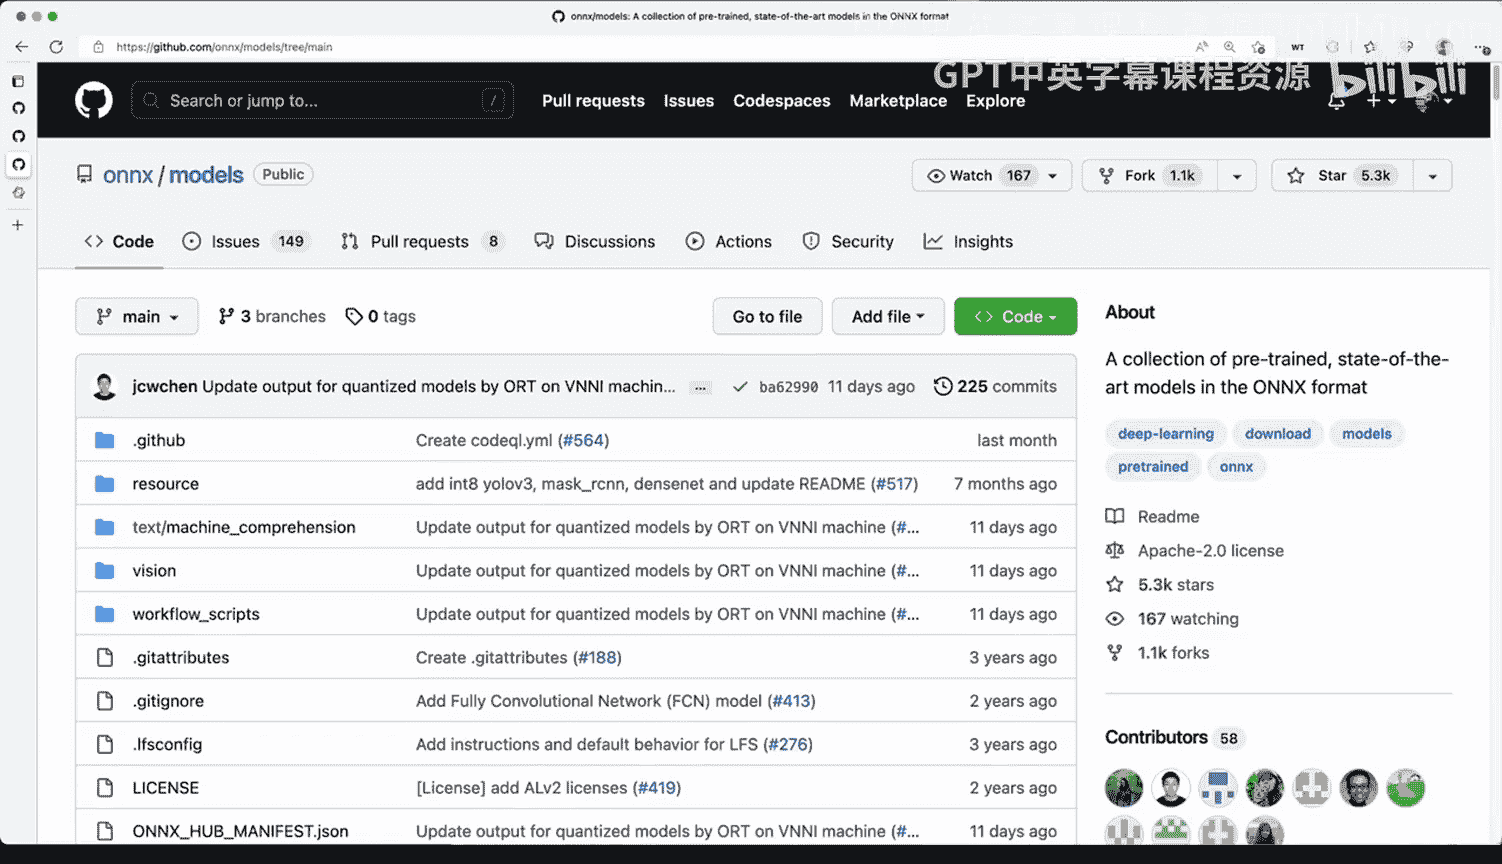 onnx/models: A collection of pre-trained, state-of-the-art models in the ONNX format
https://github.com/onnx/models/tree/main
WT
GPT中英字幕课程资源 bilibili
Search or jump to... / Pull requests Issues Codespaces Marketplace Explore
onnx / models Public Watch 167 Fork 1.1k Star 5.3k
Code Issues 149 Pull requests 8 Discussions Actions Security Insights
main 3 branches 0 tags Go to file Add file Code
About
A collection of pre-trained, state-of-the-
art models in the ONNX format
deep-learning download models
pretrained onnx
Readme
Apache-2.0 license
5.3k stars
167 watching
1.1k forks
Contributors 58
jcwchen Update output for quantized models by ORT on VNNI machin... ... ba62990 11 days ago 225 commits
.github Create codeql.yml (#564) last month
resource add int8 yolov3, mask_rcnn, densenet and update README (#517) 7 months ago
text/machine_comprehension Update output for quantized models by ORT on VNNI machine (#... 11 days ago
vision Update output for quantized models by ORT on VNNI machine (#... 11 days ago
workflow_scripts Update output for quantized models by ORT on VNNI machine (#... 11 days ago
.gitattributes Create .gitattributes (#188) 3 years ago
.gitignore Add Fully Convolutional Network (FCN) model (#413) 2 years ago
.lfsconfig Add instructions and default behavior for LFS (#276) 3 years ago
LICENSE [License] add ALv2 licenses (#419) 2 years ago
ONNX_HUB_MANIFEST.json Update output for quantized models by ORT on VNNI machine (#... 11 days ago